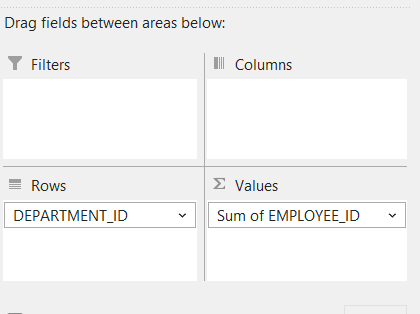 Drag fields between areas below:
Filters
Columns
Rows
Σ Values
DEPARTMENT_ID
Sum of EMPLOYEE_ID